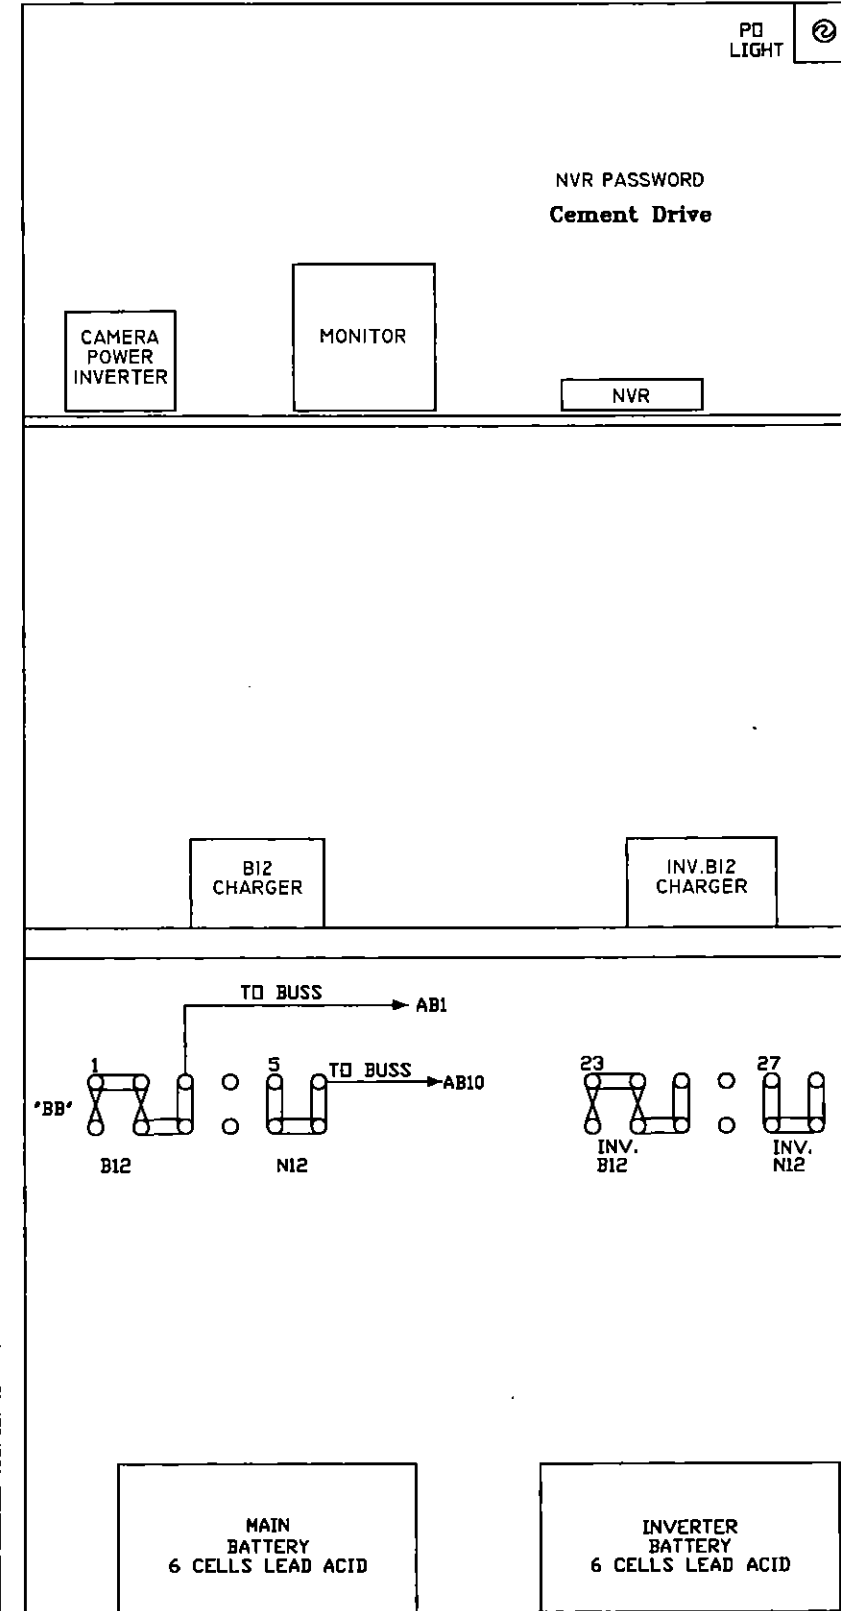 PO
LIGHT
NVR PASSWORD
Cement Drive
CAMERA
POWER
INVERTER
MONITOR
NVR
B12
CHARGER
INV.B12
CHARGER
TO BUSS
AB1
1
5
TO BUSS
AB10
23
27
"BB"
B12
N12
INV.
B12
INV.
N12
MAIN
BATTERY
6 CELLS LEAD ACID
INVERTER
BATTERY
6 CELLS LEAD ACID